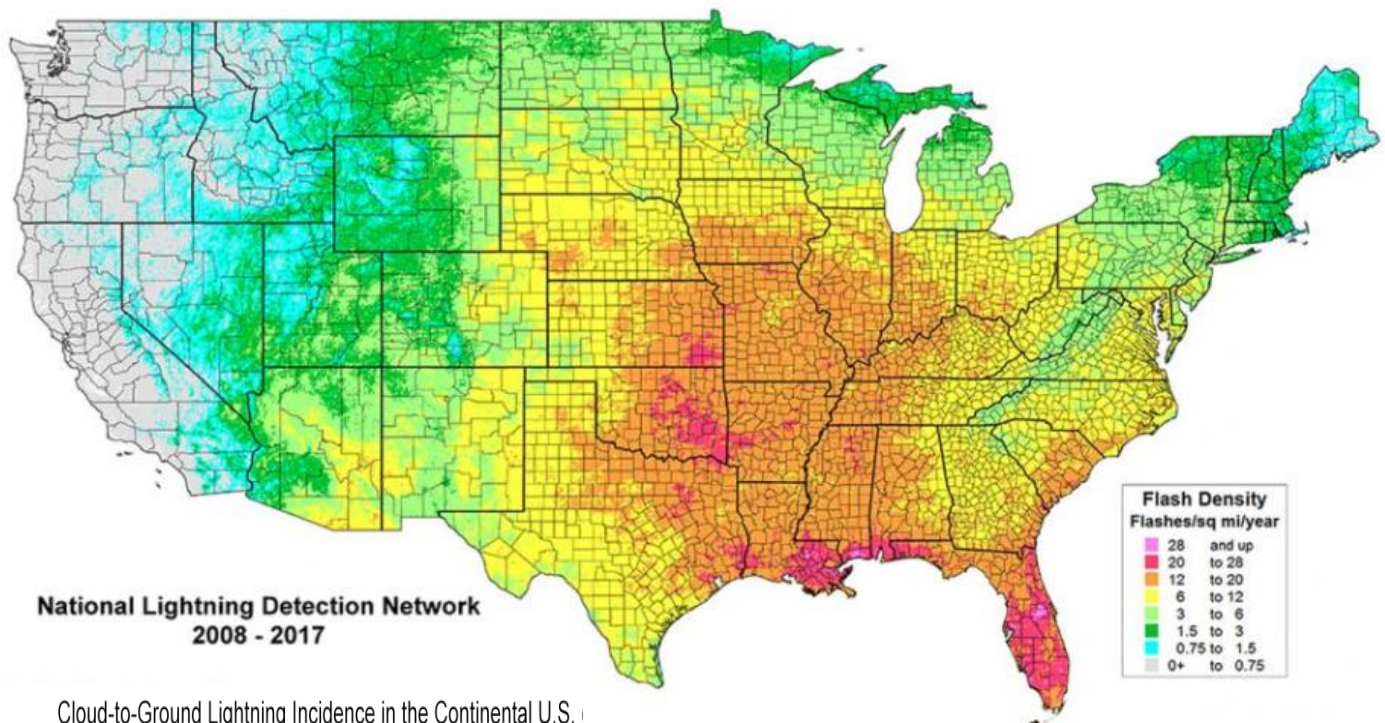 Flash Density
Flashes/sq mi/year
28 and up
20 to 28
12 to 20
6 to 12
3 to 6
1.5 to 3
0.75 to 1.5
0+ to 0.75
National Lightning Detection Network
2008 - 2017
Cloud-to-Ground Lightning Incidence in the Continental U.S. (